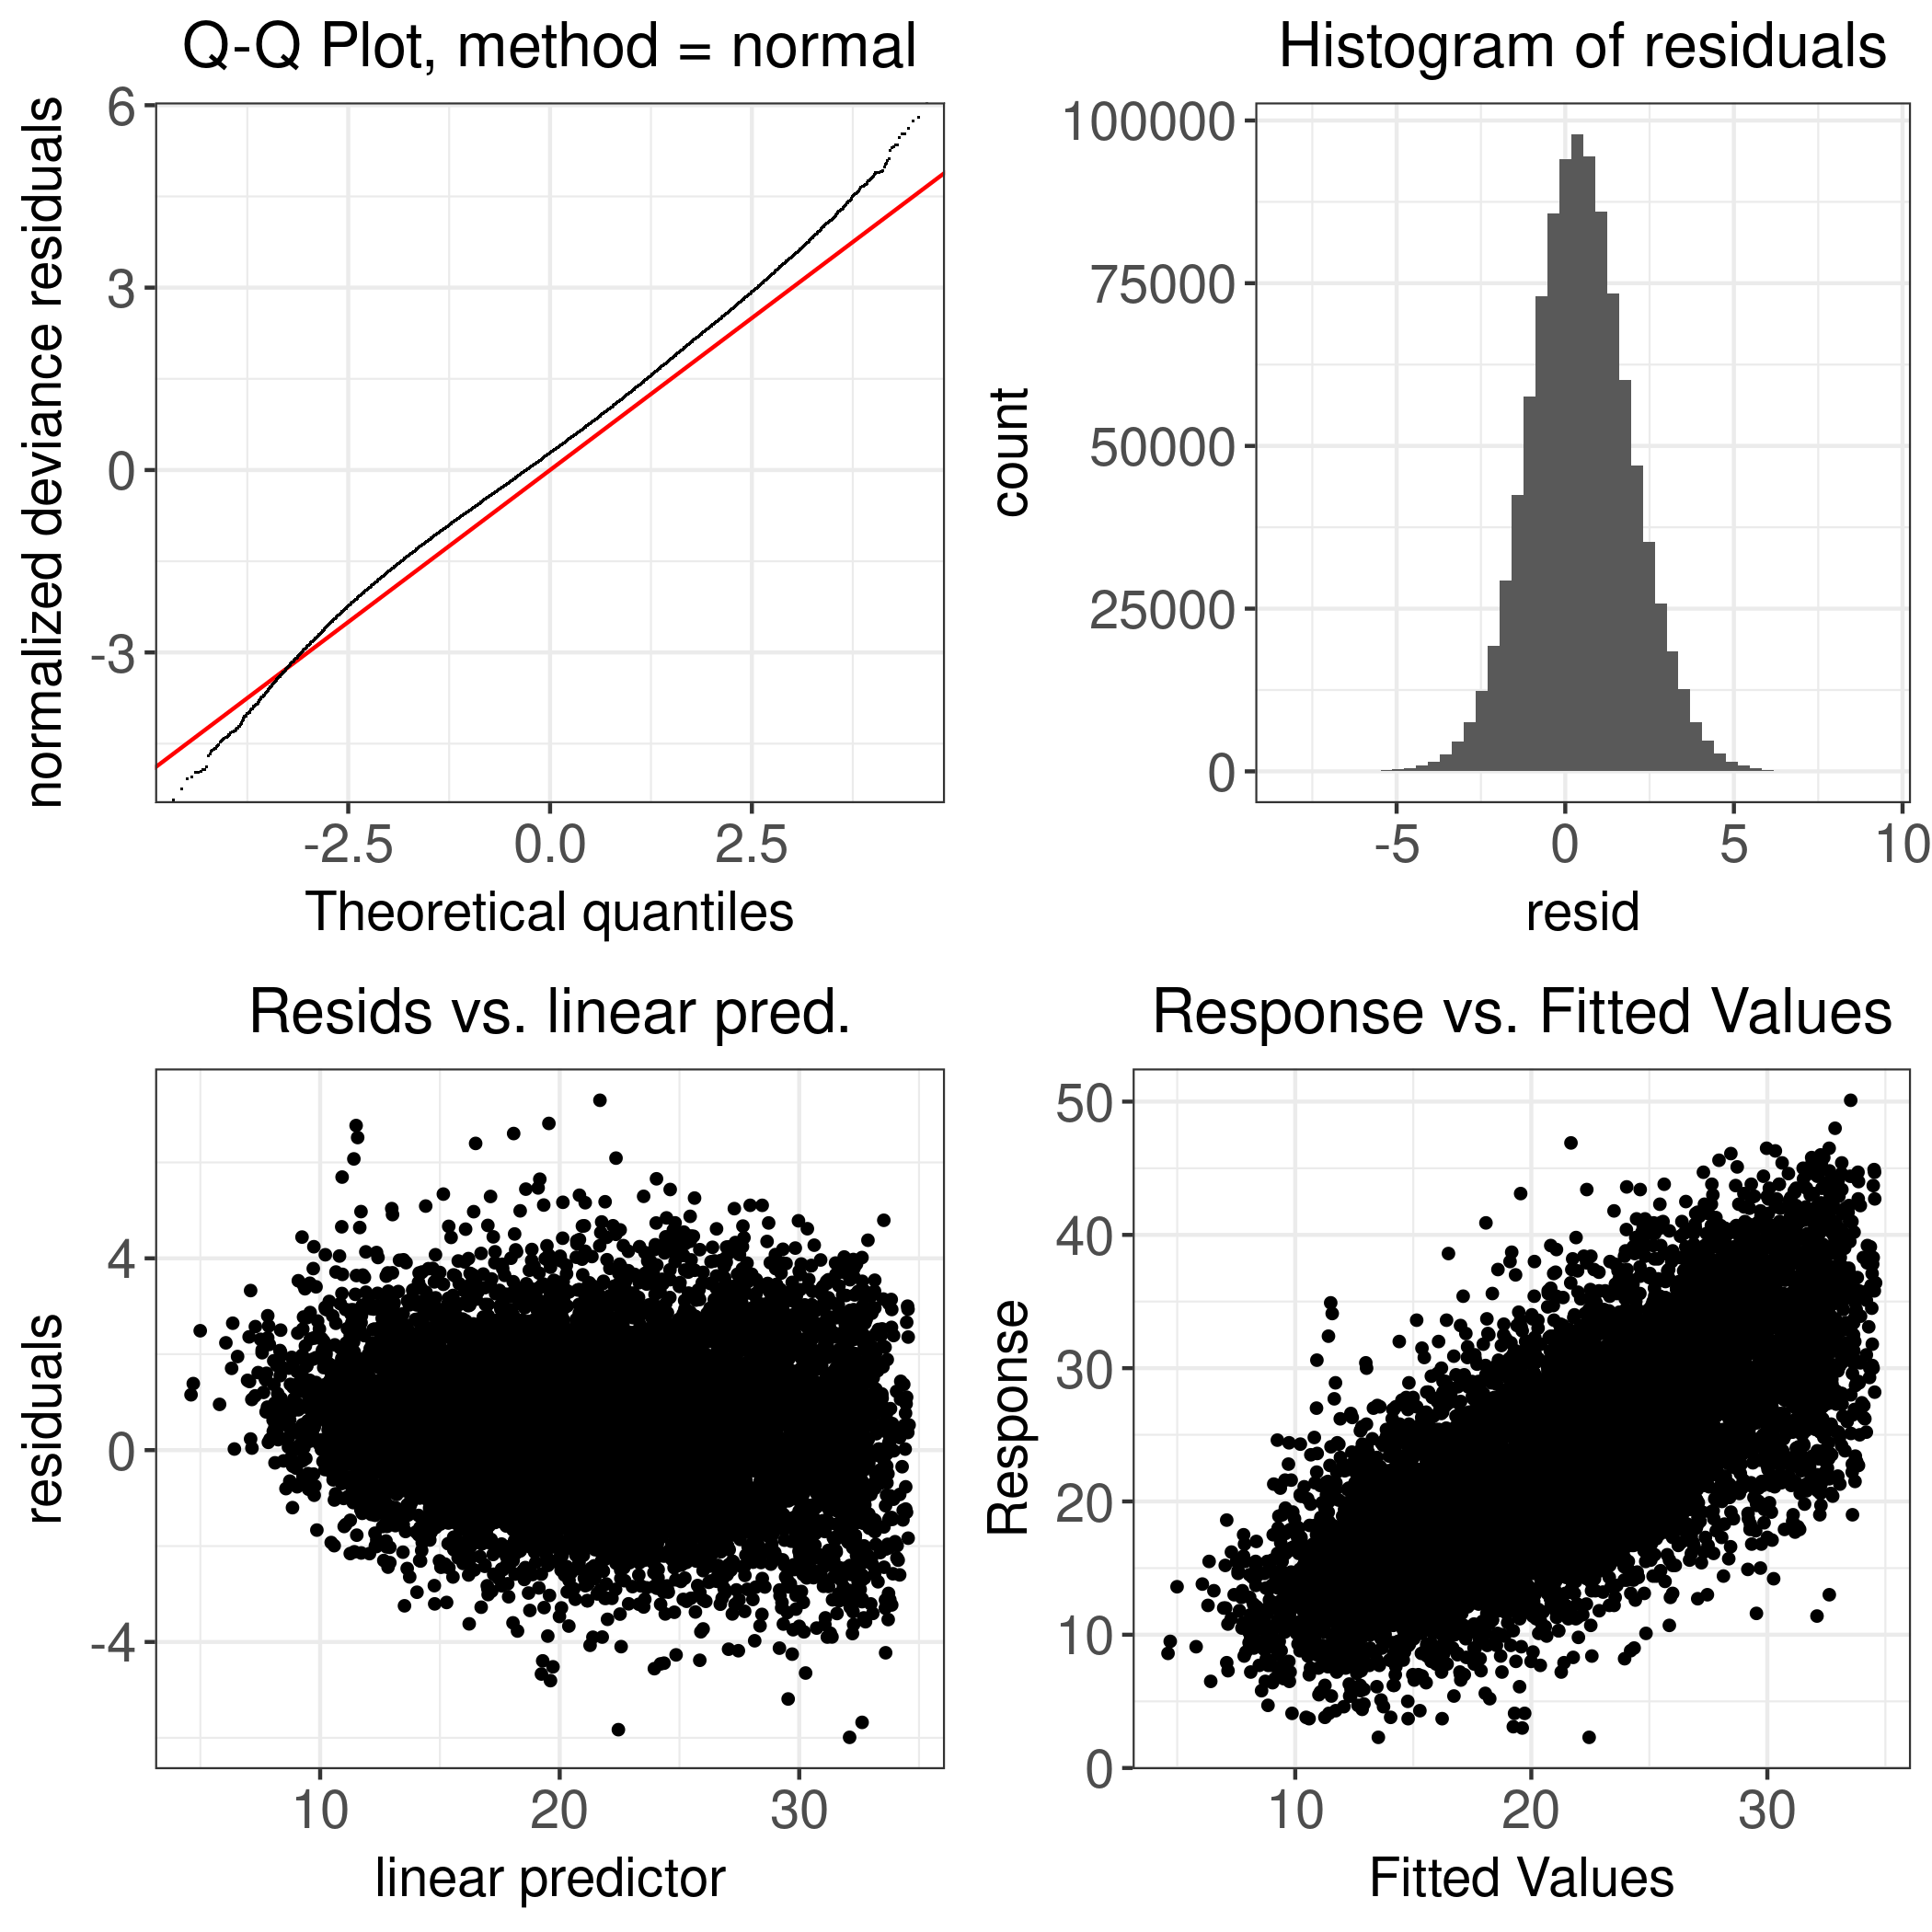 Q-Q Plot, method = normal
normalized deviance residuals
6
3
0
-3
-2.5 0.0 2.5
Theoretical quantiles
Histogram of residuals
count
100000
75000
50000
25000
0
-5 0 5 10
resid
Resids vs. linear pred.
residuals
4
0
-4
10 20 30
linear predictor
Response vs. Fitted Values
Response
50
40
30
20
10
0
10 20 30
Fitted Values